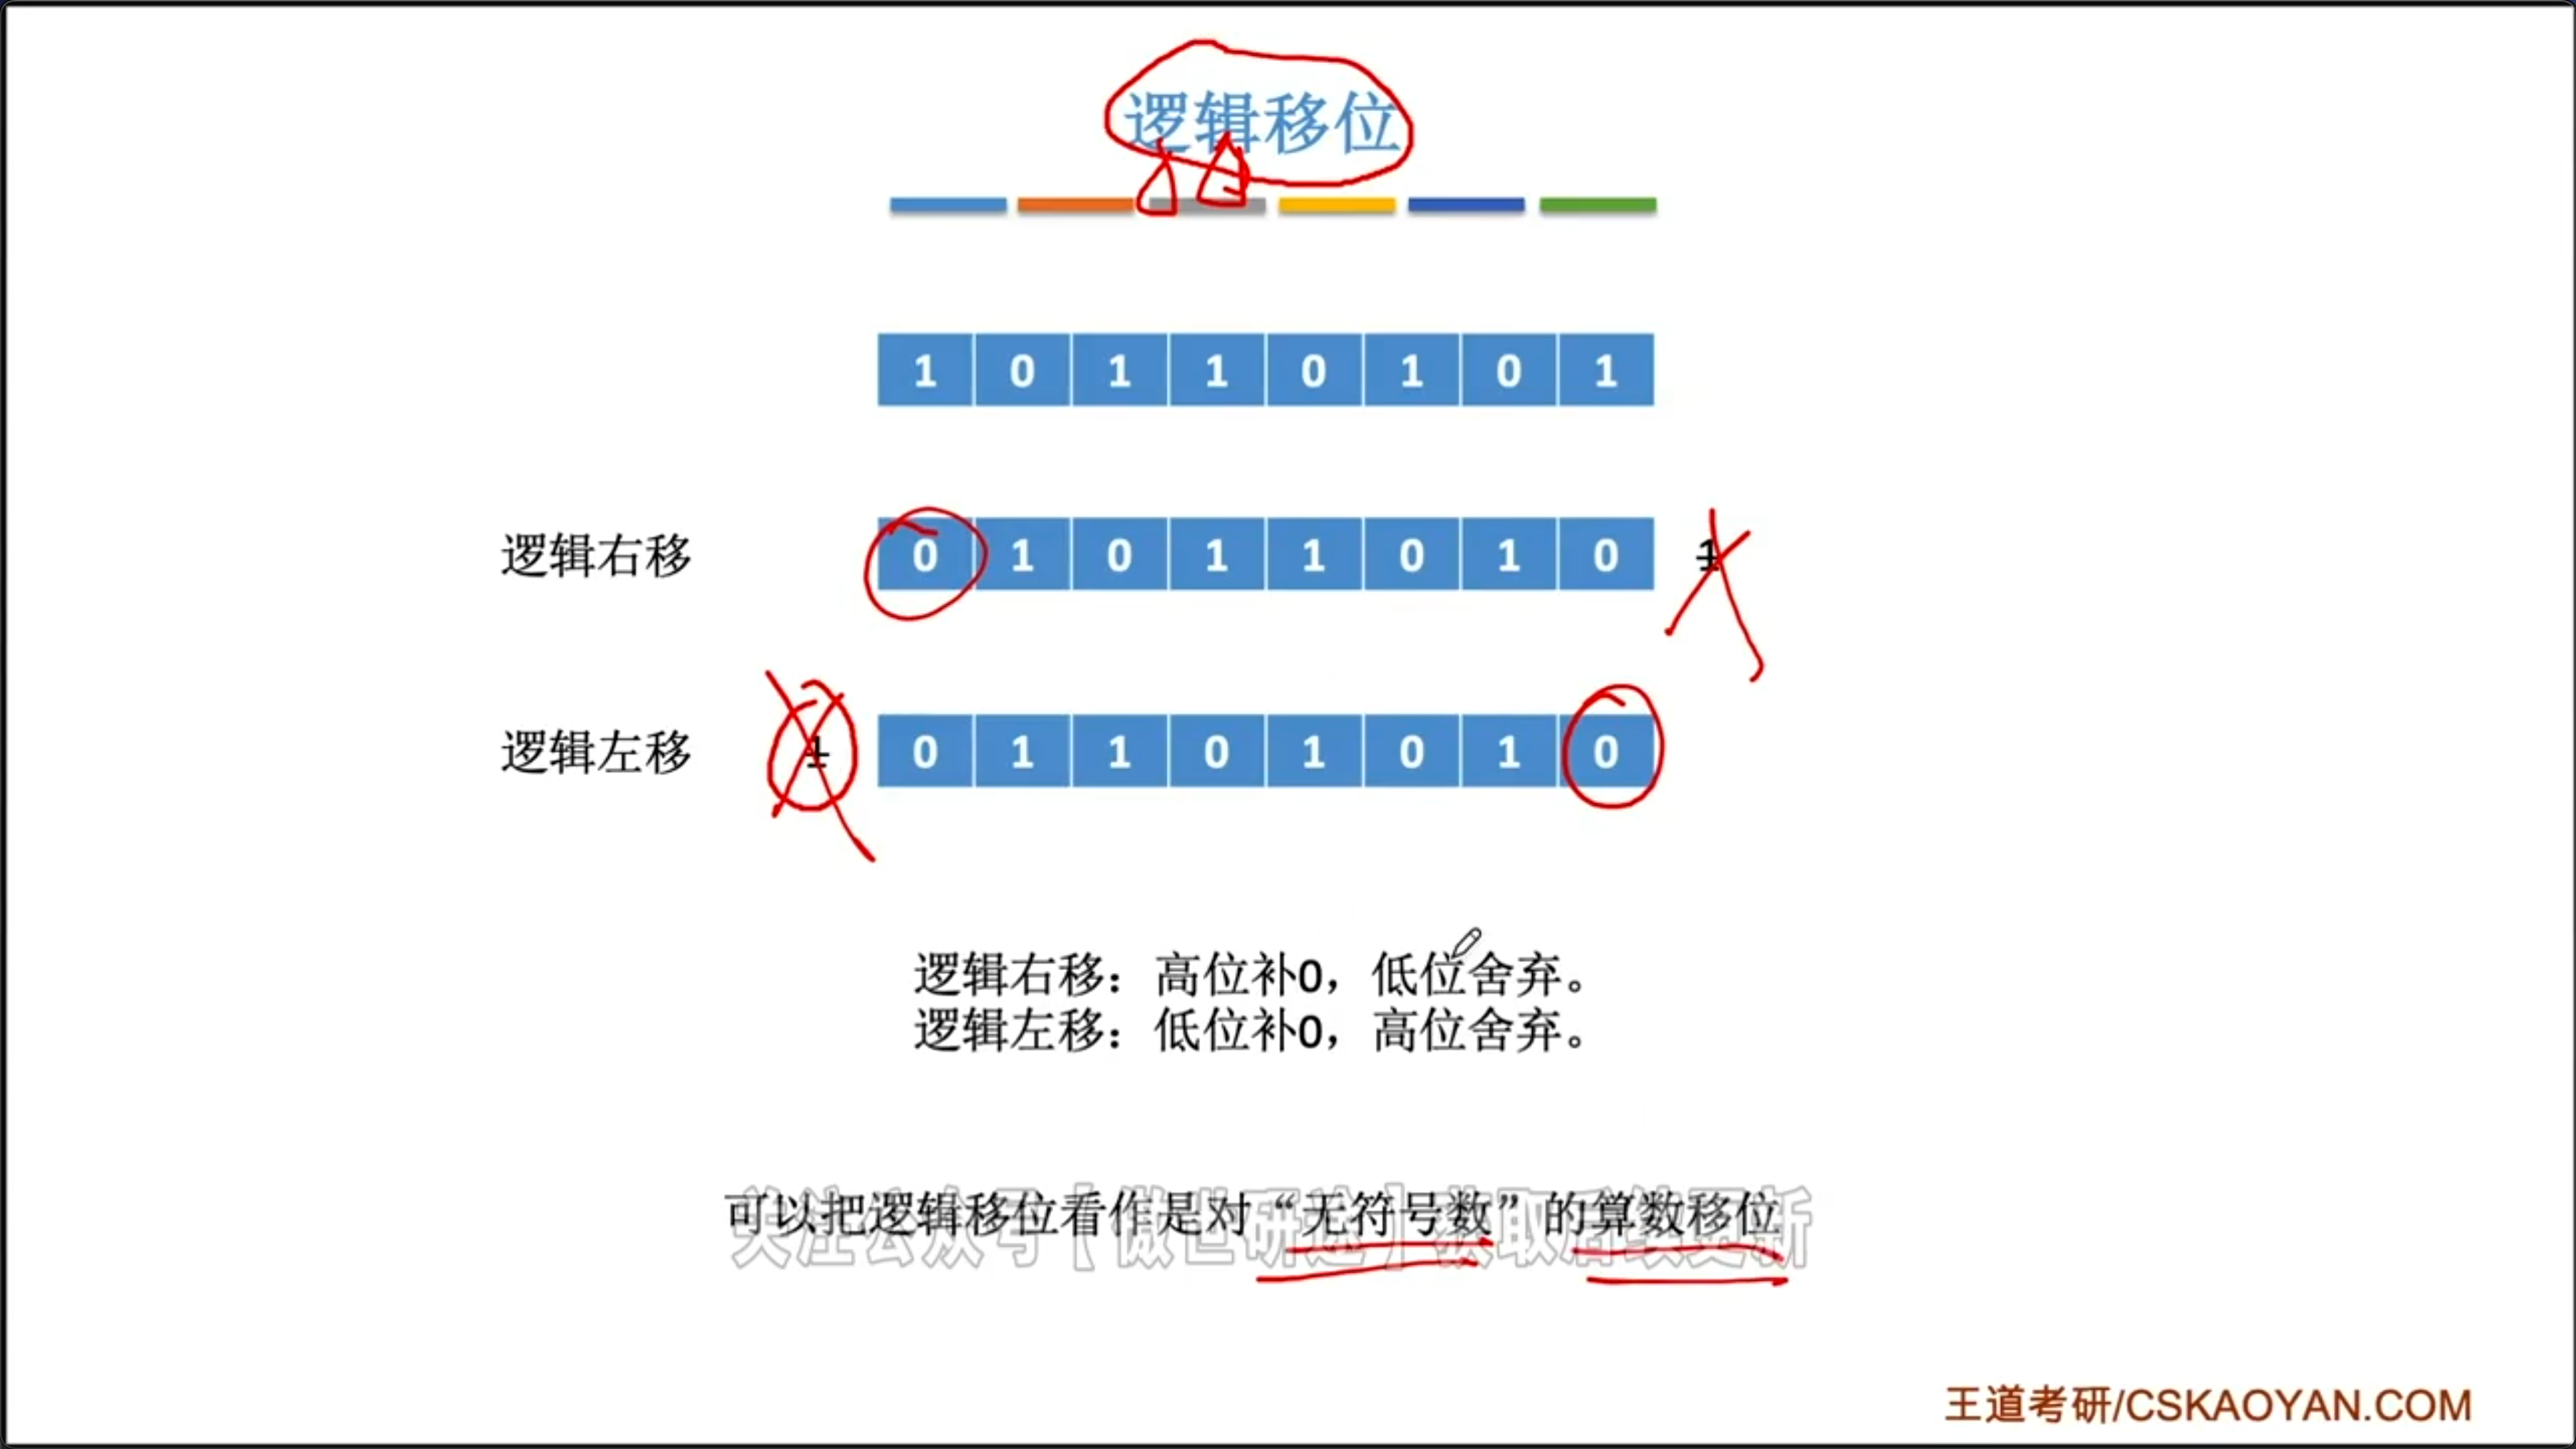 逻辑移位
1 0 1 1 0 1 0 1
逻辑右移 0 1 0 1 1 0 1 0 1
逻辑左移 1 0 1 1 0 1 0 1 0
逻辑右移：高位补0，低位舍弃。
逻辑左移：低位补0，高位舍弃。
可以把逻辑移位看作是对“无符号数”的算数移位
关注公众号【傲世研途】获取后续更新
王道考研/CSKAOYAN.COM